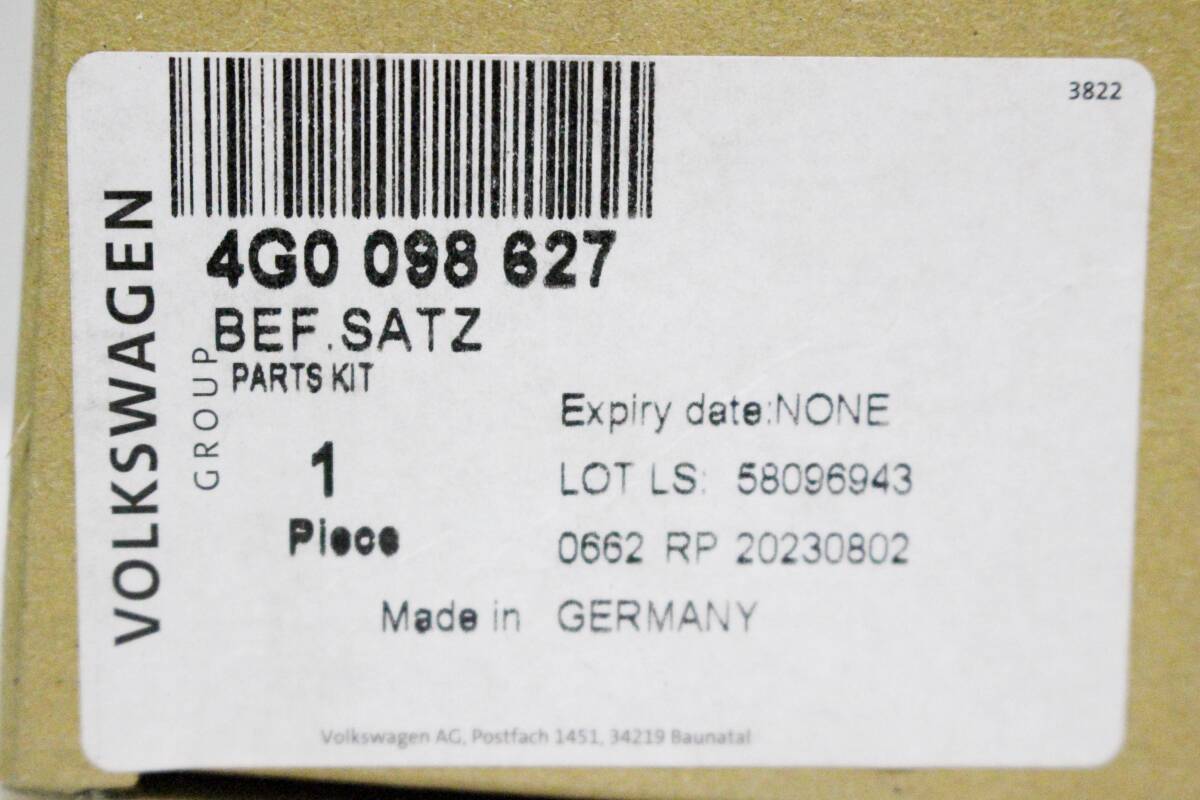 3822
VOLKSWAGEN
GROUP
4G0 098 627
BEF.SATZ
PARTS KIT
1
Piece
Expiry date:NONE
LOT LS: 58096943
0662 RP 20230802
Made in GERMANY
Volkswagen AG, Postfach 1451, 34219 Baunatal